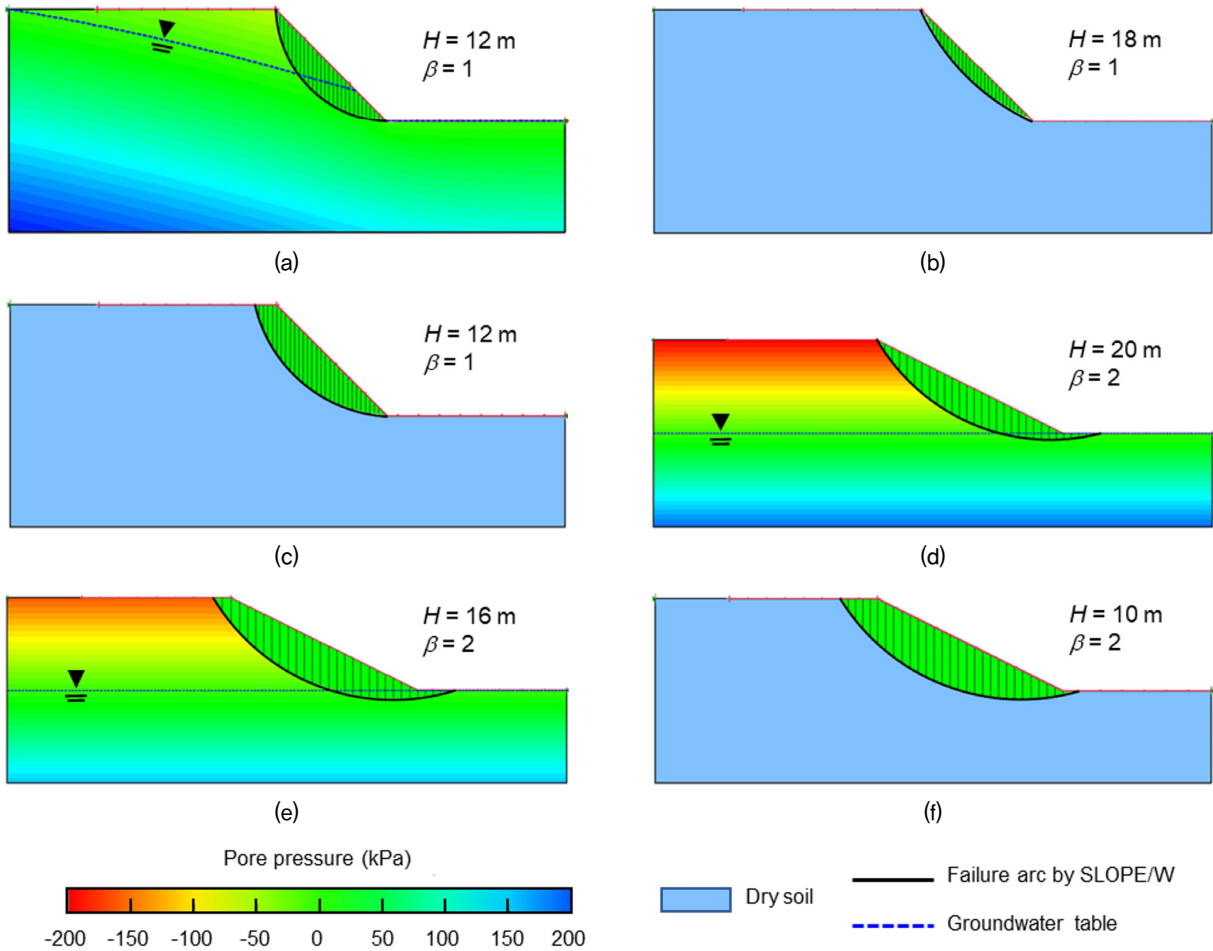 H = 12 m
β = 1
(a)
H = 18 m
β = 1
(b)
H = 12 m
β = 1
(c)
H = 20 m
β = 2
(d)
H = 16 m
β = 2
(e)
H = 10 m
β = 2
(f)
Pore pressure (kPa)
-200 -150 -100 -50 0 50 100 150 200
Dry soil
Failure arc by SLOPE/W
Groundwater table